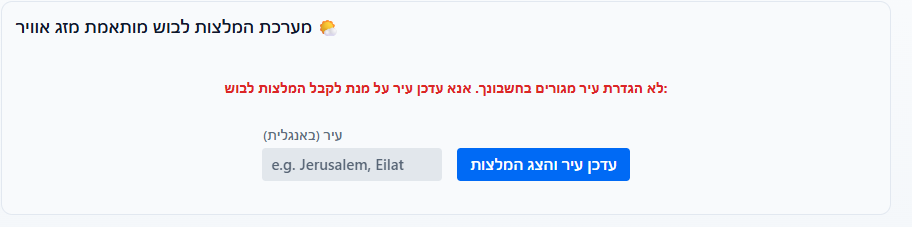 מערכת המלצות לבוש מותאמת מזג אוויר 🌤️
לא הגדרת עיר מגורים בחשבונך. אנא עדכן עיר על מנת לקבל המלצות לבוש:
עיר (באנגלית)
e.g. Jerusalem, Eilat
עדכן עיר והצג המלצות